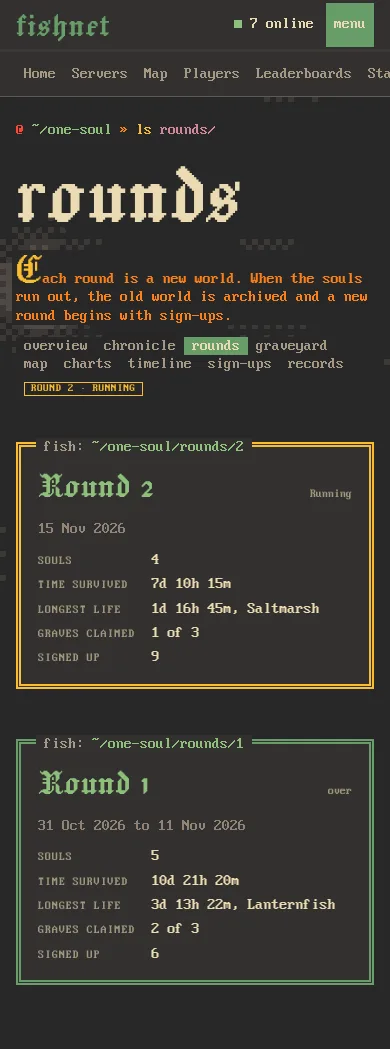 fishnet
7 online
menu
Home Servers Map Players Leaderboards Sta
@ ~/one-soul » ls rounds/
rounds
Each round is a new world. When the souls
run out, the old world is archived and a new
round begins with sign-ups.
overview chronicle rounds graveyard
map charts timeline sign-ups records
ROUND 2 · RUNNING
fish: ~/one-soul/rounds/2
Round 2
Running
15 Nov 2026
SOULS 4
TIME SURVIVED 7d 10h 15m
LONGEST LIFE 1d 16h 45m, Saltmarsh
GRAVES CLAIMED 1 of 3
SIGNED UP 9
fish: ~/one-soul/rounds/1
Round 1
over
31 Oct 2026 to 11 Nov 2026
SOULS 5
TIME SURVIVED 10d 21h 20m
LONGEST LIFE 3d 13h 22m, Lanternfish
GRAVES CLAIMED 2 of 3
SIGNED UP 6